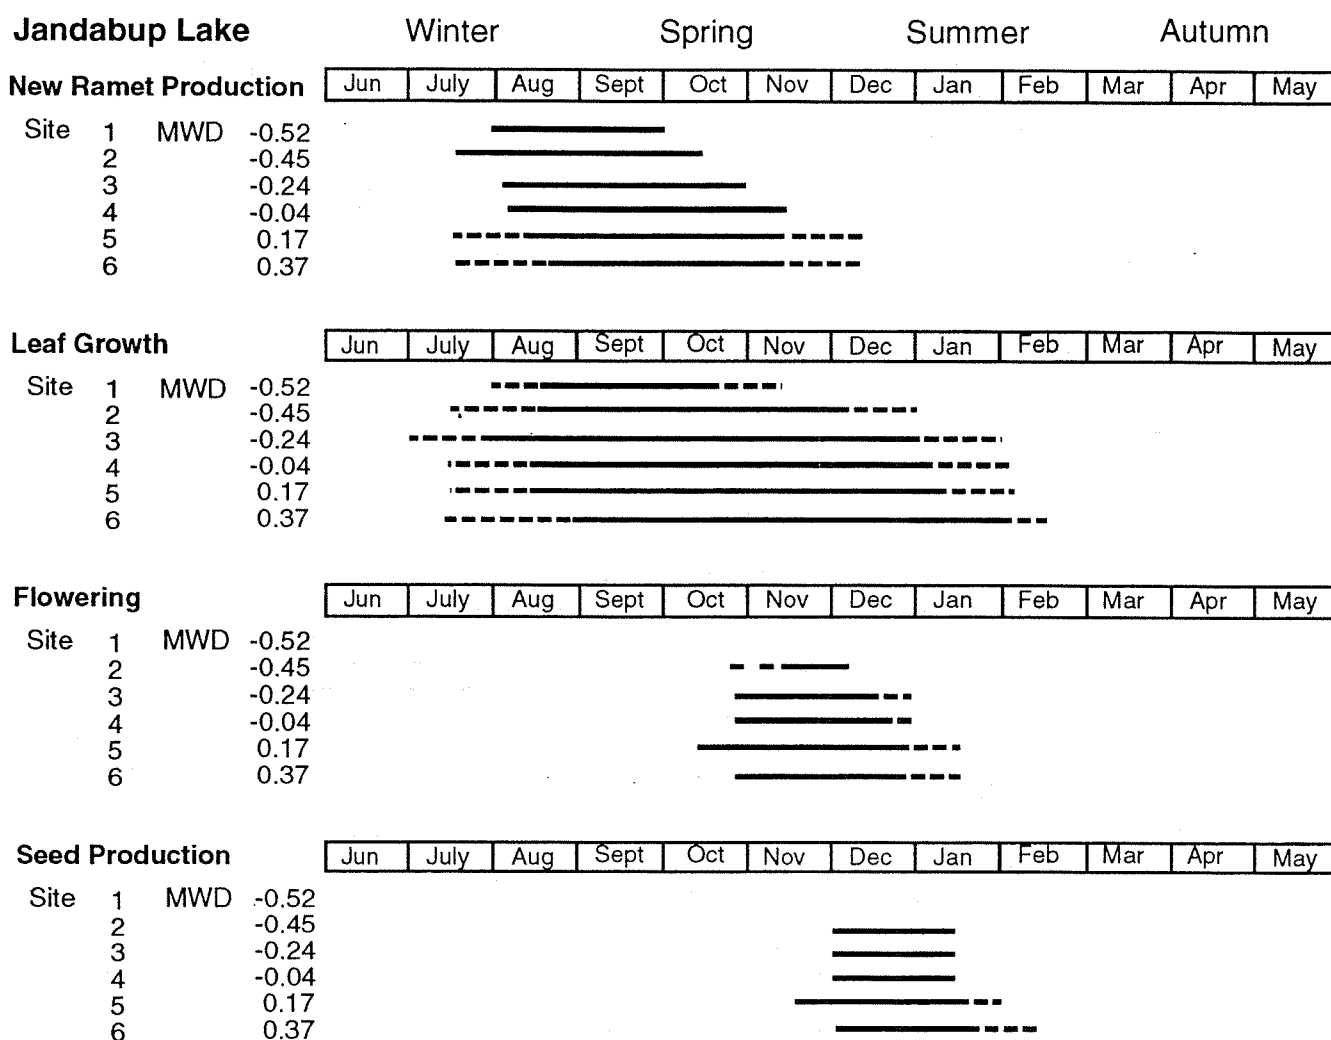 Jandabup Lake Winter Spring Summer Autumn
New Ramet Production Jun July Aug Sept Oct Nov Dec Jan Feb Mar Apr May
Site 1 MWD -0.52
2 -0.45
3 -0.24
4 -0.04
5 0.17
6 0.37
Leaf Growth Jun July Aug Sept Oct Nov Dec Jan Feb Mar Apr May
Site 1 MWD -0.52
2 -0.45
3 -0.24
4 -0.04
5 0.17
6 0.37
Flowering Jun July Aug Sept Oct Nov Dec Jan Feb Mar Apr May
Site 1 MWD -0.52
2 -0.45
3 -0.24
4 -0.04
5 0.17
6 0.37
Seed Production Jun July Aug Sept Oct Nov Dec Jan Feb Mar Apr May
Site 1 MWD -0.52
2 -0.45
3 -0.24
4 -0.04
5 0.17
6 0.37